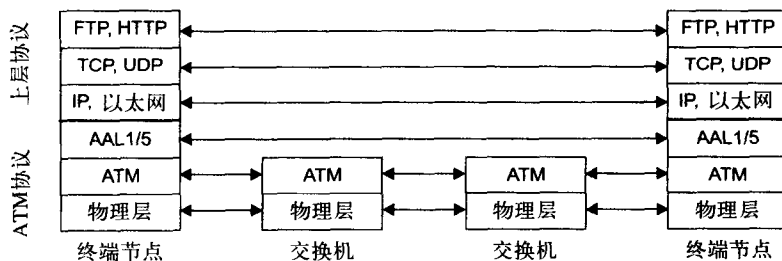 上层协议
FTP, HTTP
FTP, HTTP
TCP, UDP
TCP, UDP
IP, 以太网
IP, 以太网
ATM协议
AAL1/5
AAL1/5
ATM
ATM
ATM
ATM
物理层
物理层
物理层
物理层
终端节点
交换机
交换机
终端节点